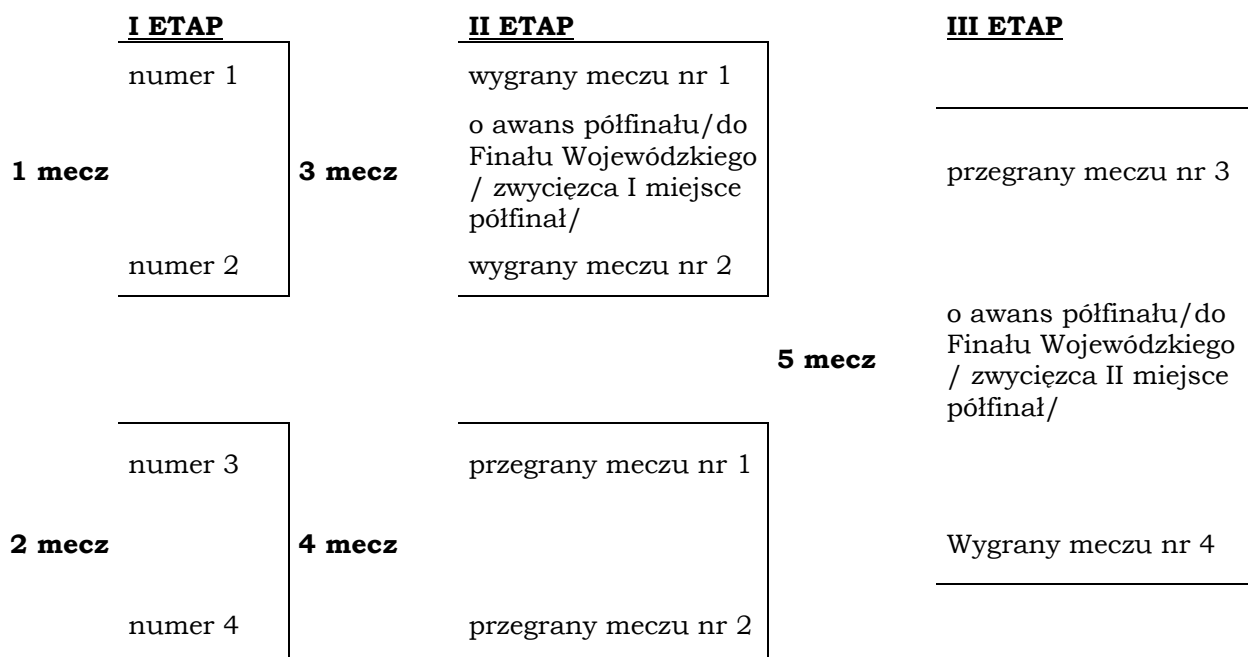 I ETAP II ETAP III ETAP
numer 1 wygrany meczu nr 1
o awans półfinału/do
Finału Wojewódzkiego
1 mecz 3 mecz przegrany meczu nr 3
/ zwycięzca I miejsce
półfinał/
numer 2 wygrany meczu nr 2
o awans półfinału/do
Finału Wojewódzkiego
5 mecz
/ zwycięzca II miejsce
półfinał/
numer 3 przegrany meczu nr 1
2 mecz 4 mecz Wygrany meczu nr 4
numer 4 przegrany meczu nr 2